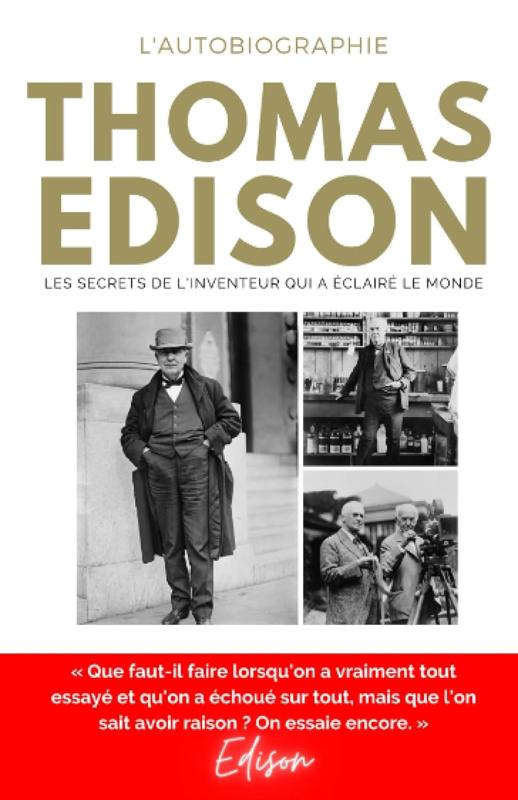 L'AUTOBIOGRAPHIE
THOMAS
EDISON
LES SECRETS DE L'INVENTEUR QUI A ÉCLAIRÉ LE MONDE
« Que faut-il faire lorsqu'on a vraiment tout
essayé et qu'on a échoué sur tout, mais que l'on
sait avoir raison ? On essaie encore. »
Edison